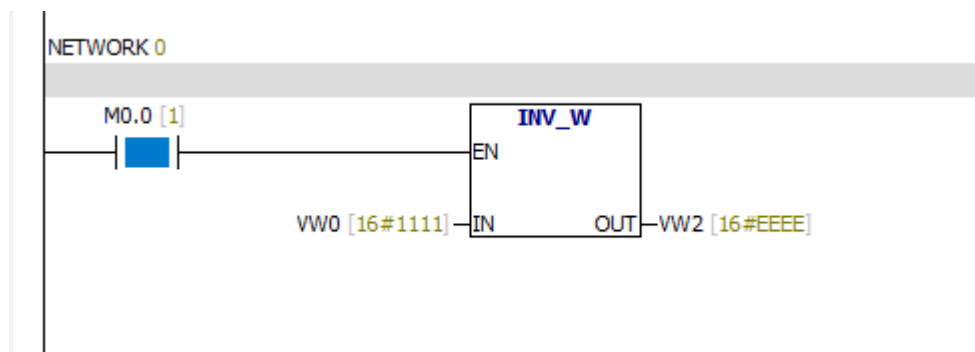 NETWORK 0
M0.0 [1]
INV_W
EN
VW0 [16#1111] IN OUT VW2 [16#EEEE]